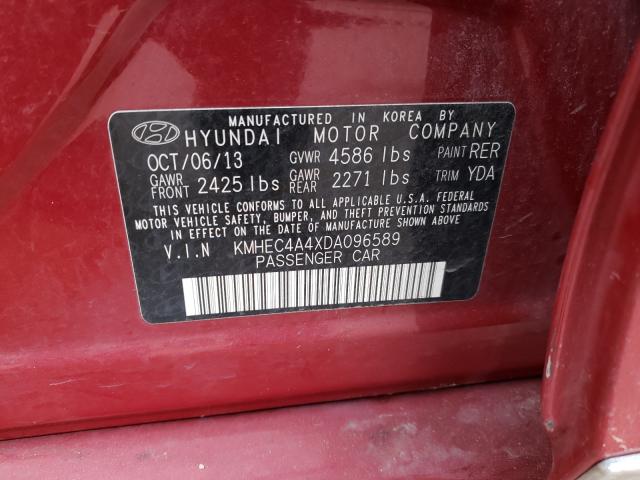 MANUFACTURED IN KOREA BY
HYUNDAI MOTOR COMPANY
OCT/06/13 GVWR 4586 lbs PAINT RER
GAWR FRONT 2425 lbs GAWR REAR 2271 lbs TRIM YDA
THIS VEHICLE CONFORMS TO ALL APPLICABLE U.S.A. FEDERAL
MOTOR VEHICLE SAFETY, BUMPER, AND THEFT PREVENTION STANDARDS
IN EFFECT ON THE DATE OF MANUFACTURE SHOWN ABOVE
V.I.N KMHEC4A4XDA096589
PASSENGER CAR